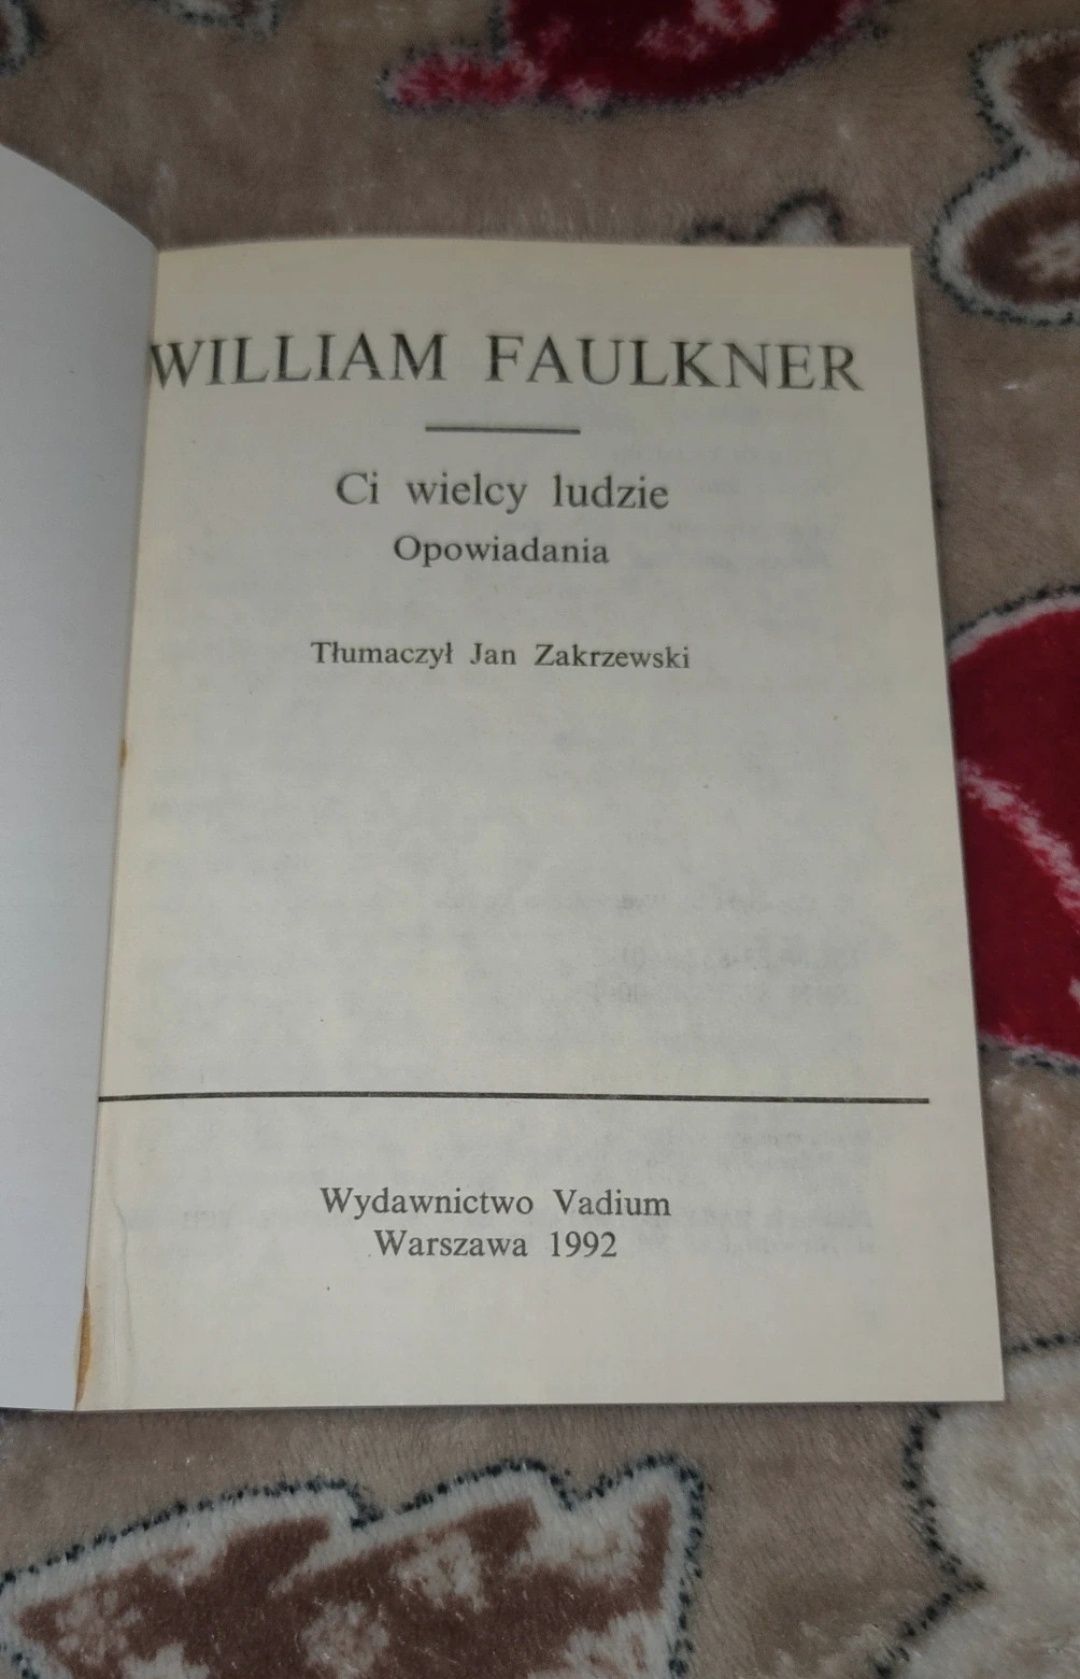 WILLIAM FAULKNER
Ci wielcy ludzie
Opowiadania
Tłumaczył Jan Zakrzewski
Wydawnictwo Vadium
Warszawa 1992